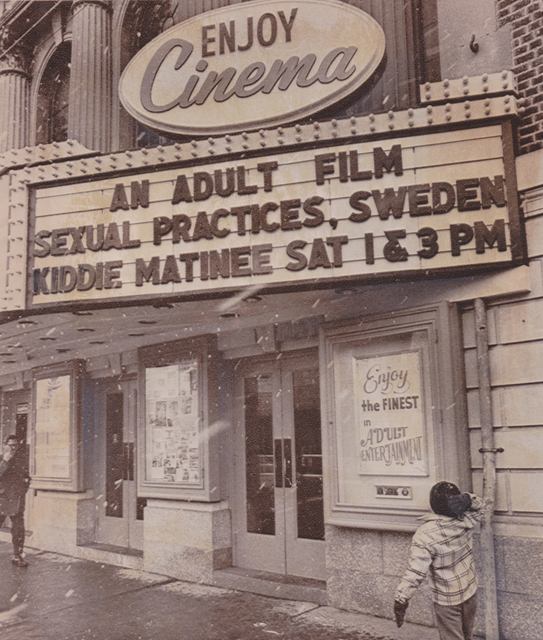 ENJOY
Cinema
AN ADULT FILM
SEXUAL PRACTICES, SWEDEN
KIDDIE MATINEE SAT 1 & 3 PM
Enjoy
the FINEST
in
ADULT
ENTERTAINMENT